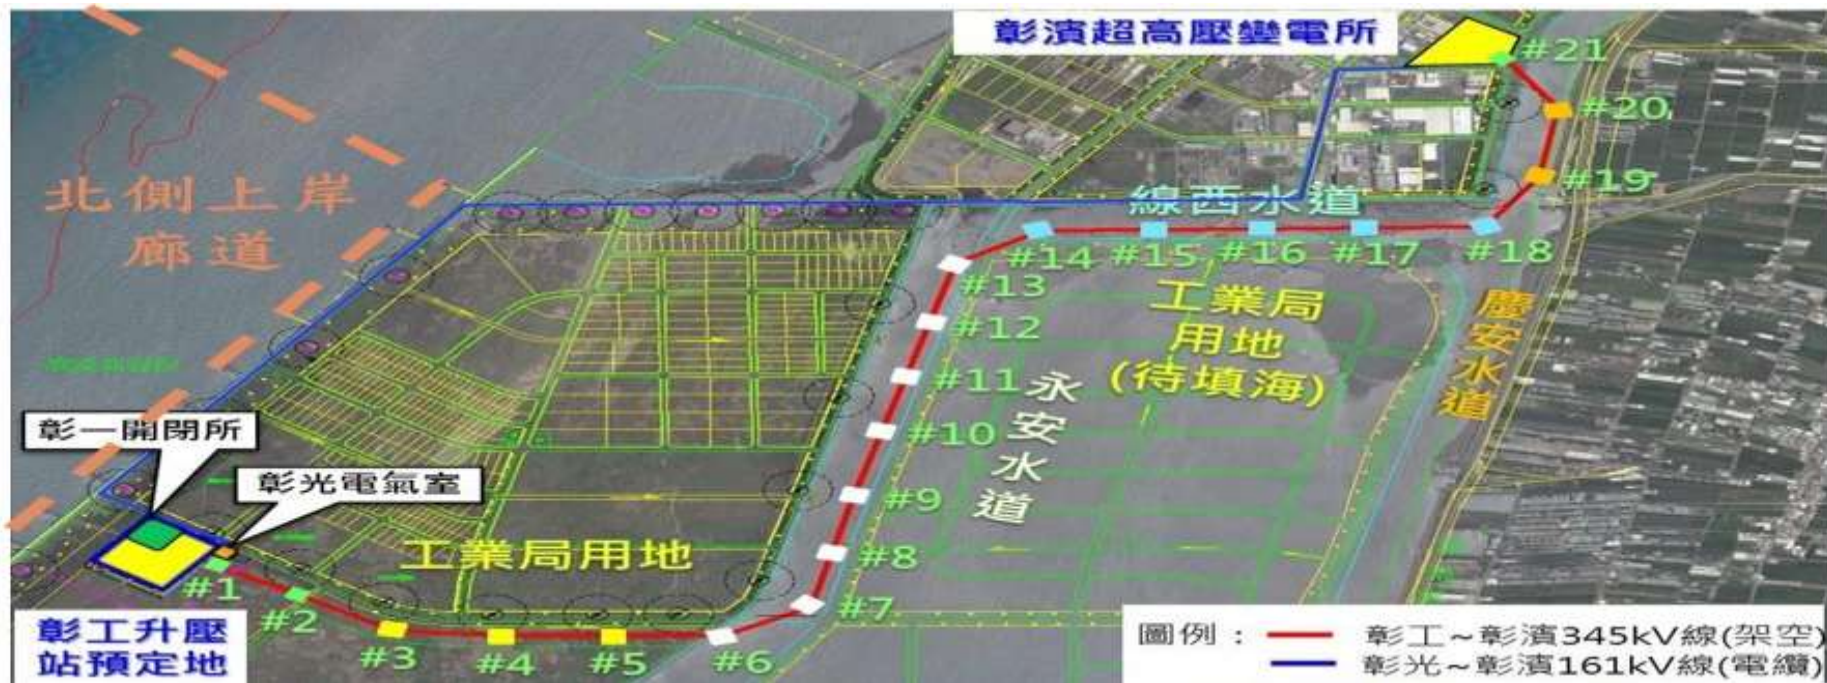 彰濱超高壓變電所
#21
#20
#19
北側上岸
廊道
線西水道
#14
#15
#16
#17
#18
#13
#12
#11
#10
#9
#8
#7
#6
#5
#4
#3
#2
#1
工業局
用地
(待填海)
慶安水道
永安水道
彰一開閉所
彰光電氣室
工業局用地
彰工升壓
站預定地
圖例：
彰工~彰濱345kV線(架空)
彰光~彰濱161kV線(電纜)